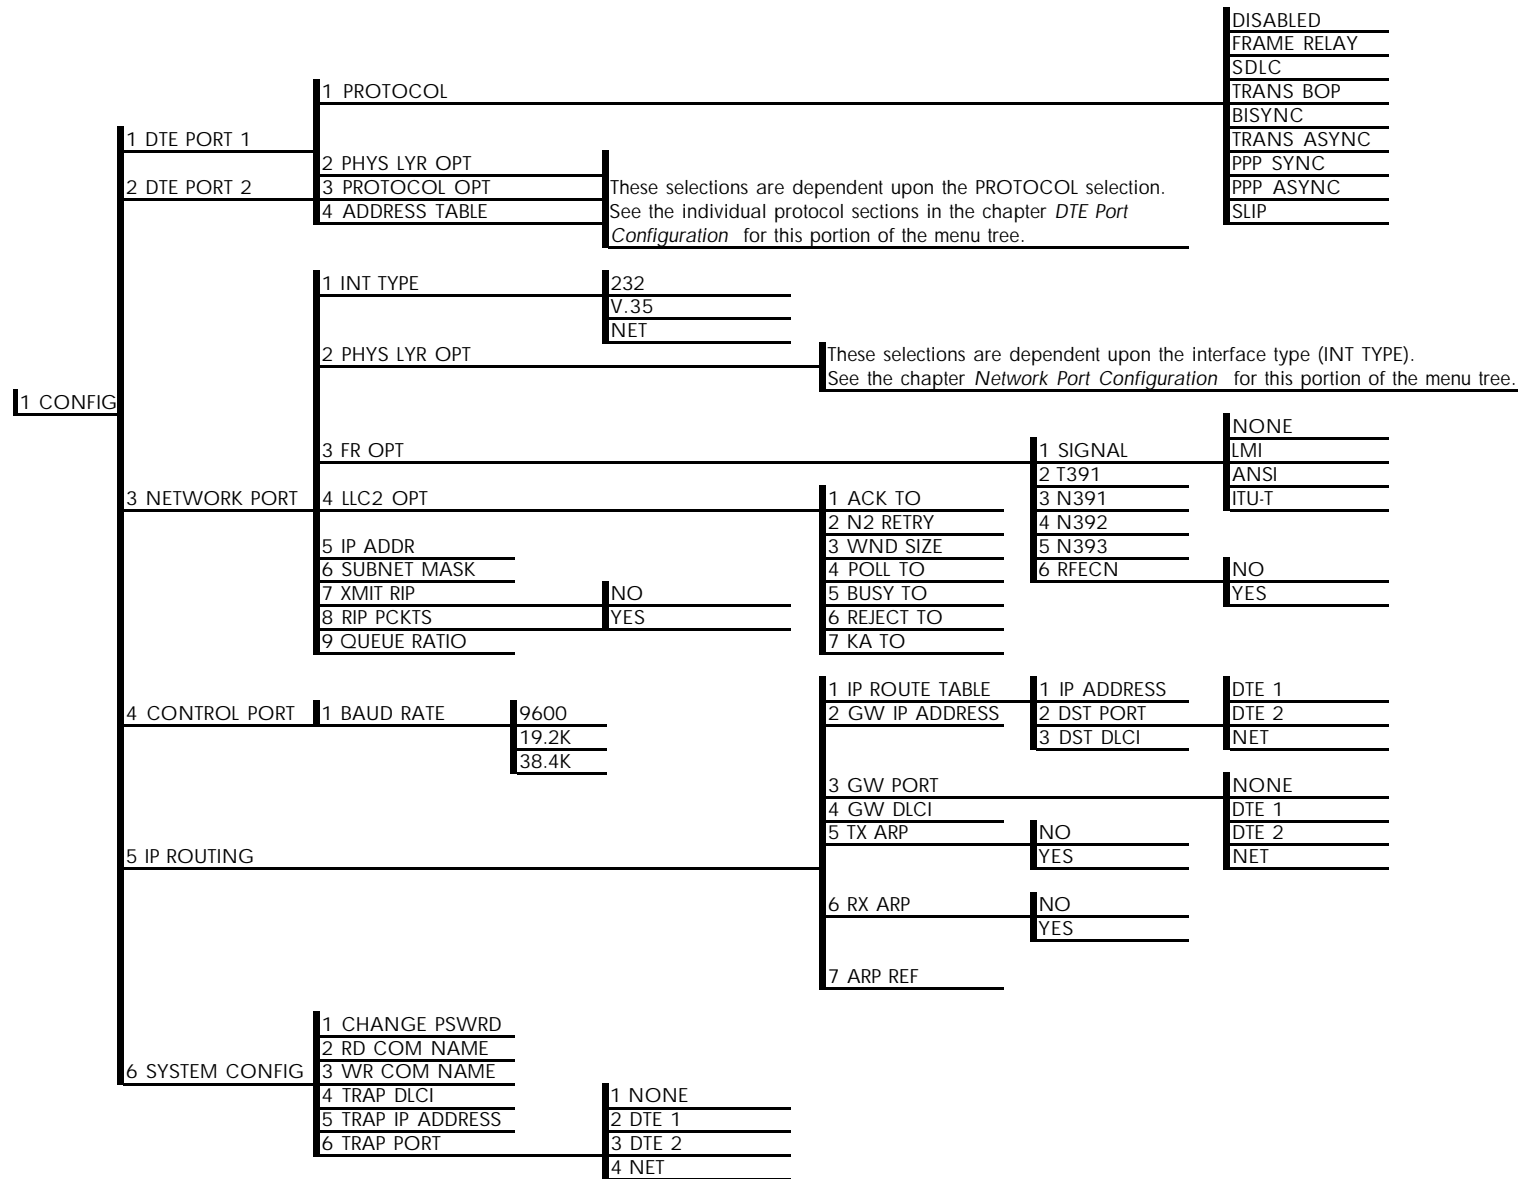 1 CONFIG
1 DTE PORT 1
2 DTE PORT 2
1 PROTOCOL
DISABLED
FRAME RELAY
SDLC
TRANS BOP
BISYNC
TRANS ASYNC
PPP SYNC
PPP ASYNC
SLIP
2 PHYS LYR OPT
3 PROTOCOL OPT
4 ADDRESS TABLE
These selections are dependent upon the PROTOCOL selection.
See the individual protocol sections in the chapter DTE Port
Configuration for this portion of the menu tree.
3 NETWORK PORT
1 INT TYPE
232
V.35
NET
2 PHYS LYR OPT
These selections are dependent upon the interface type (INT TYPE).
See the chapter Network Port Configuration for this portion of the menu tree.
3 FR OPT
1 SIGNAL
NONE
LMI
ANSI
ITU-T
2 T391
3 N391
4 N392
5 N393
6 RFECN
NO
YES
4 LLC2 OPT
1 ACK TO
2 N2 RETRY
3 WND SIZE
4 POLL TO
5 BUSY TO
6 REJECT TO
7 KA TO
5 IP ADDR
6 SUBNET MASK
7 XMIT RIP
8 RIP PCKTS
NO
YES
9 QUEUE RATIO
4 CONTROL PORT
1 BAUD RATE
9600
19.2K
38.4K
5 IP ROUTING
1 IP ROUTE TABLE
1 IP ADDRESS
2 DST PORT
DTE 1
DTE 2
NET
3 DST DLCI
2 GW IP ADDRESS
3 GW PORT
NONE
DTE 1
DTE 2
NET
4 GW DLCI
5 TX ARP
NO
YES
6 RX ARP
NO
YES
7 ARP REF
6 SYSTEM CONFIG
1 CHANGE PSWRD
2 RD COM NAME
3 WR COM NAME
4 TRAP DLCI
5 TRAP IP ADDRESS
6 TRAP PORT
1 NONE
2 DTE 1
3 DTE 2
4 NET